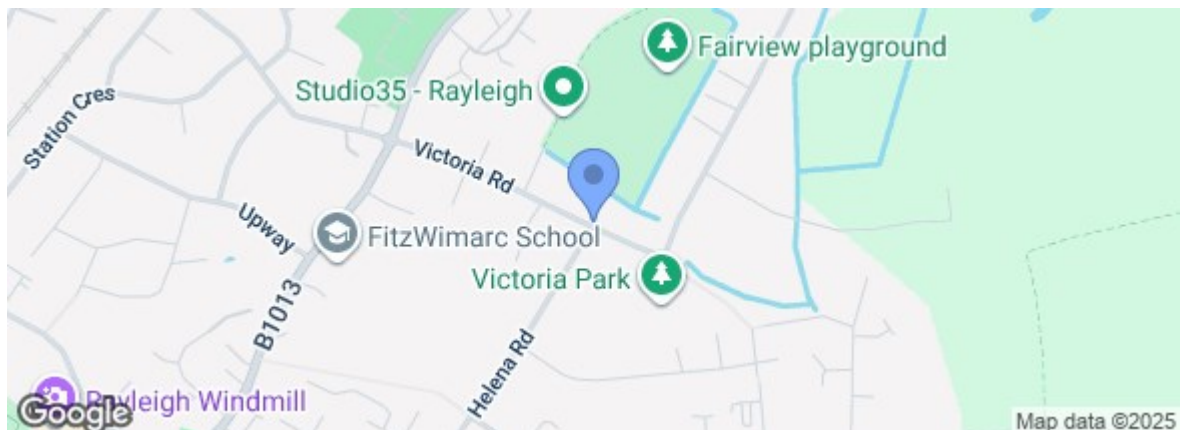 Fairview playground
Studio35 - Rayleigh
Station Cres
Victoria Rd
Upway
FitzWimarc School
Victoria Park
B1013
Helena Rd
Rayleigh Windmill
Google
Map data ©2025